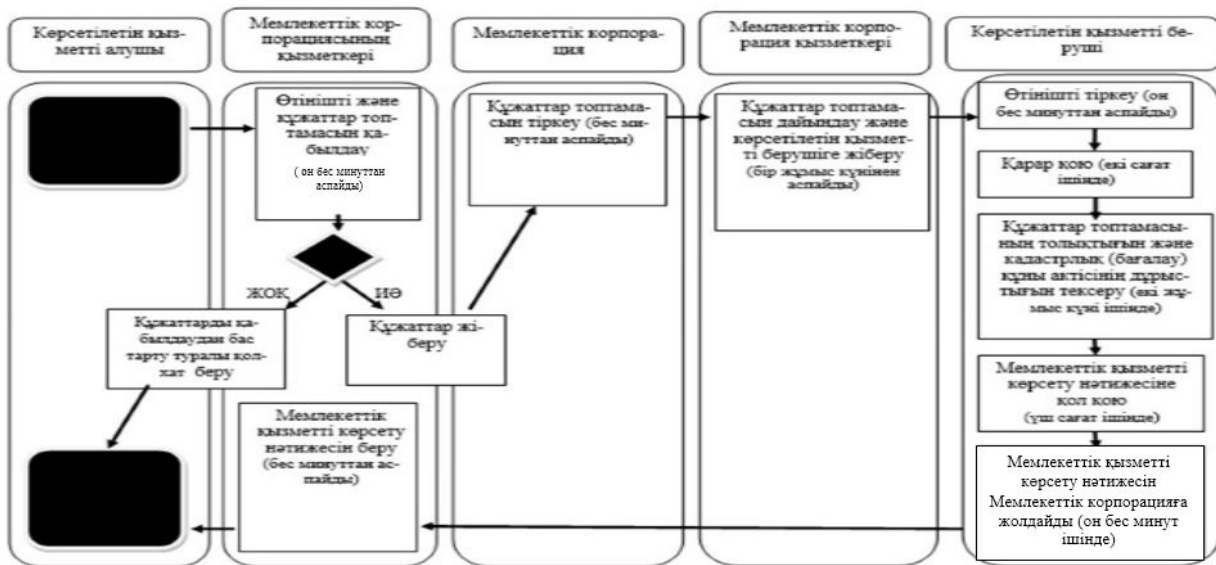 Көрсетілетін қыз-
метті алушы
Мемлекеттік кор-
порациясының
қызметкері
Мемлекеттік корпора-
ция
Мемлекеттік корпо-
рация қызметкері
Көрсетілетін қызметті бе-
руші
Өтінішті және
құжаттар топ-
тамасын қа-
былдау
( он бес минуттан
аспайды)
ЖОҚ
ИӘ
Құжаттарды қа-
былдаудан бас
тарту туралы қол-
хат беру
Құжаттар жі-
беру
Құжаттар топтама-
сын тіркеу (бес ми-
нуттан аспайды)
Құжаттар топтама-
сын дайындау және
көрсетілетін қызмет-
ті берушіге жіберу
(бір жұмыс күнінен
аспайды)
Өтінішті тіркеу (он
бес минуттан аспайды)
Қарар қою (екі сағат
ішінде)
Құжаттар топтамасы-
ның толықтығын және
кадастрлық (бағалау)
құны актісінің дұрыс-
тығын тексеру (екі жұ-
мыс күні ішінде)
Мемлекеттік қызметті
көрсету нәтижесіне
қол қою
(үш сағат ішінде)
Мемлекеттік қызметті
көрсету нәтижесін
Мемлекеттік корпорацияға
жолдайды (он бес минут
ішінде)
Мемлекеттік
қызметті көрсету
нәтижесін беру
(бес минуттан ас-
пайды)